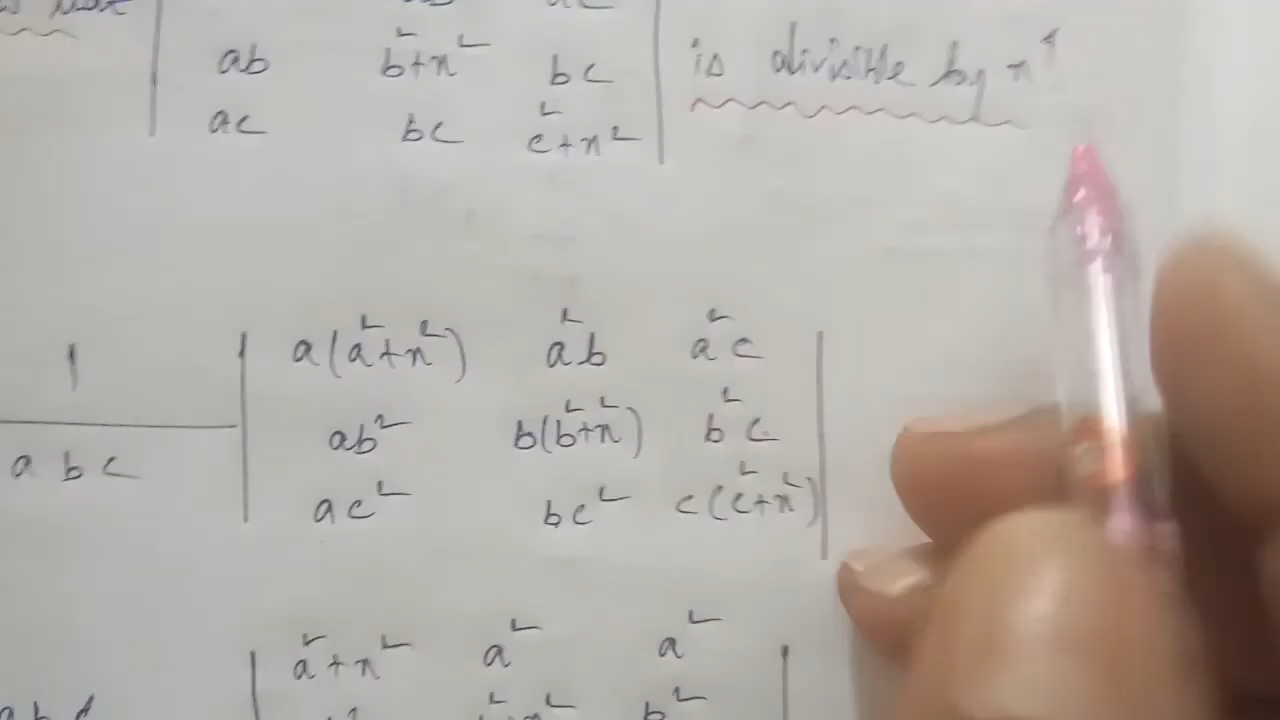 ab b²+x² bc is divisible by x⁴
ac bc c²+x²
1 a(a²+x²) a²b a²c
abc ab² b(b²+x²) b²c
ac² bc² c(c²+x²)
a²+x² a² a²
b²